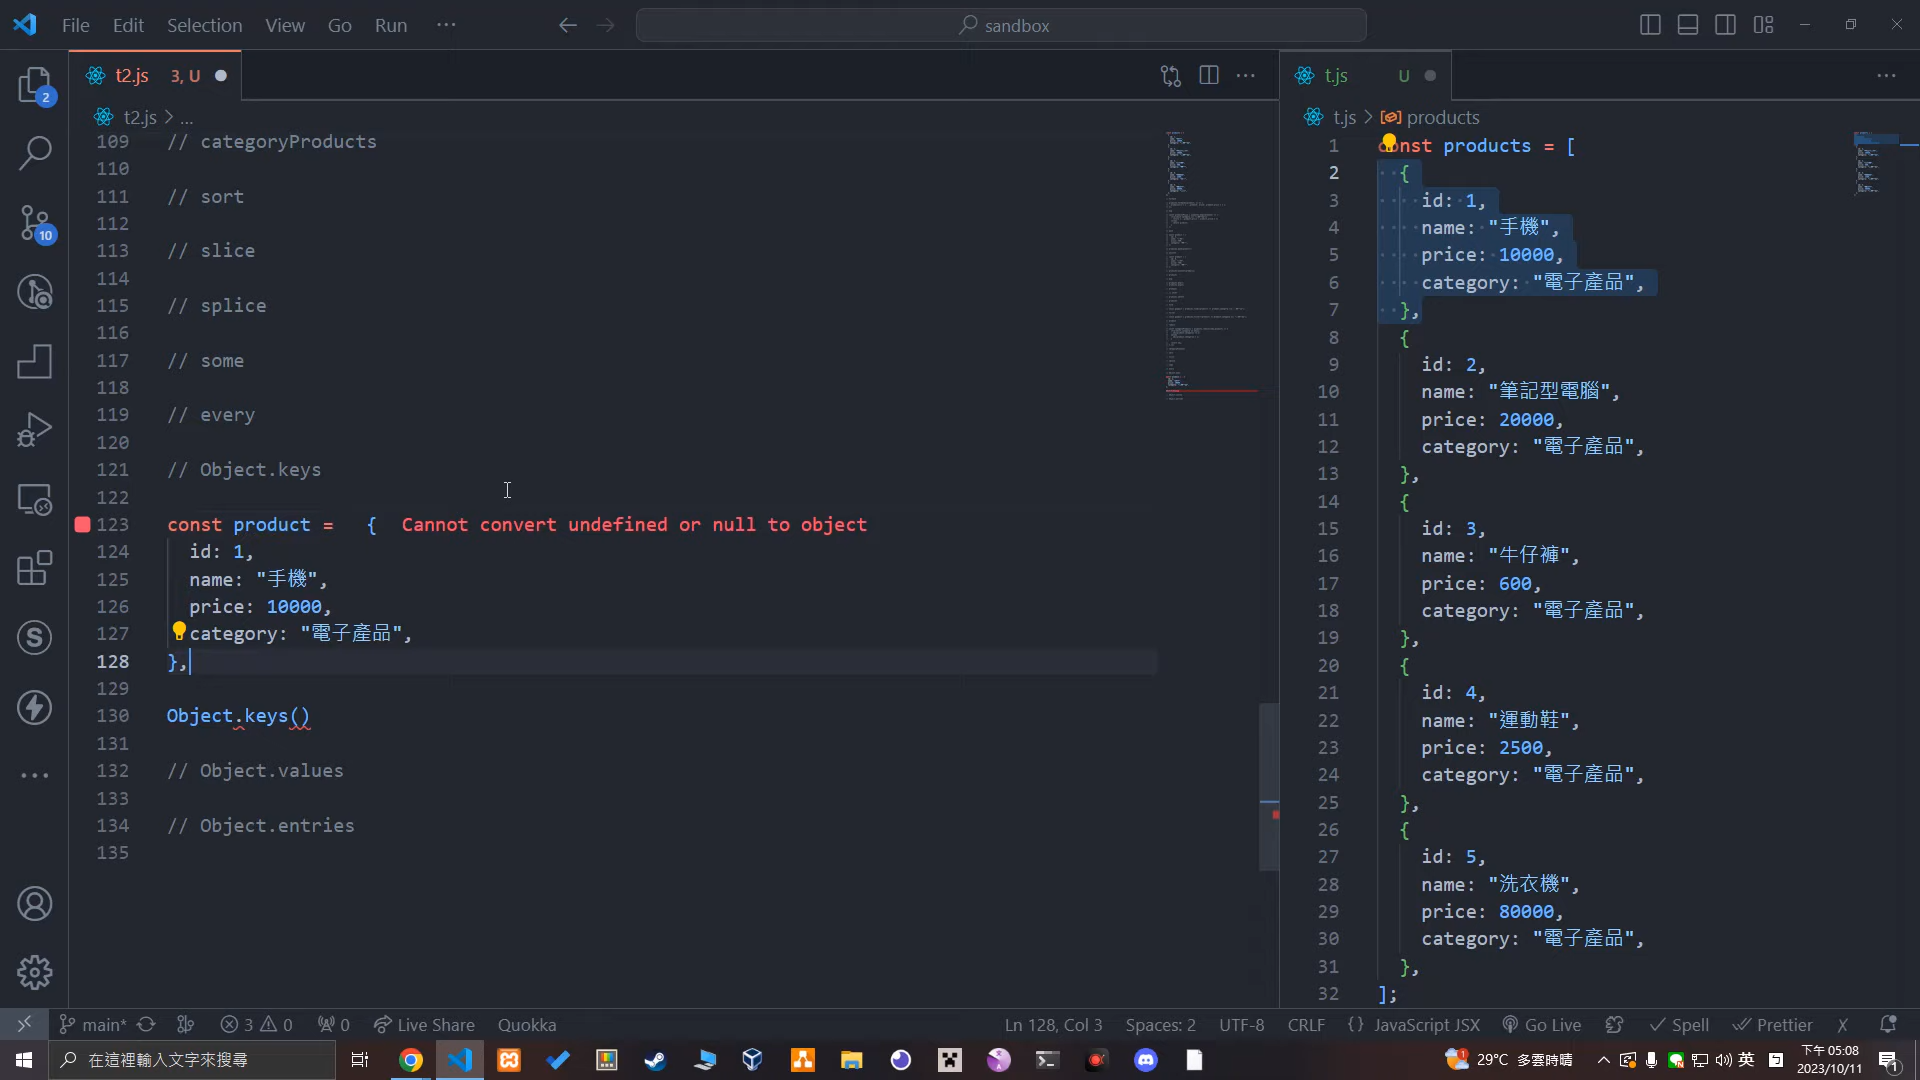 File Edit Selection View Go Run ··· sandbox
t2.js 3, U
t2.js > ...
109 // categoryProducts
110
111 // sort
112
113 // slice
114
115 // splice
116
117 // some
118
119 // every
120
121 // Object.keys
122
123 const product = { Cannot convert undefined or null to object
124 id: 1,
125 name: "手機",
126 price: 10000,
127 category: "電子產品",
128 },
129
130 Object.keys()
131
132 // Object.values
133
134 // Object.entries
135
t.js U
t.js > products
1 const products = [
2 {
3 id: 1,
4 name: "手機",
5 price: 10000,
6 category: "電子產品",
7 },
8 {
9 id: 2,
10 name: "筆記型電腦",
11 price: 20000,
12 category: "電子產品",
13 },
14 {
15 id: 3,
16 name: "牛仔褲",
17 price: 600,
18 category: "電子產品",
19 },
20 {
21 id: 4,
22 name: "運動鞋",
23 price: 2500,
24 category: "電子產品",
25 },
26 {
27 id: 5,
28 name: "洗衣機",
29 price: 80000,
30 category: "電子產品",
31 },
32 ];
2
10
main* 3 0 0 Live Share Quokka Ln 128, Col 3 Spaces: 2 UTF-8 CRLF {} JavaScript JSX Go Live Spell Prettier
在這裡輸入文字來搜尋 29°C 多雲時晴 英 下午 05:08
2023/10/11